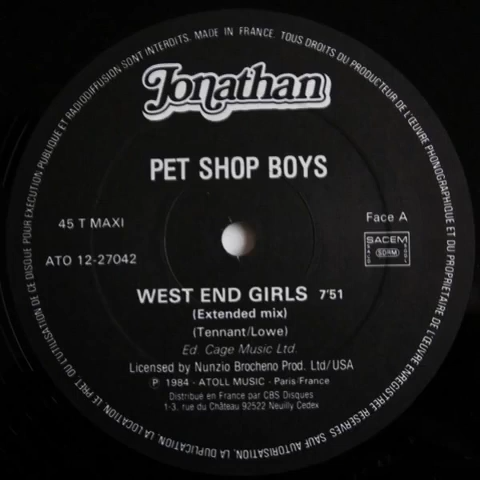 MADE IN FRANCE. TOUS DROITS DU PRODUCTEUR DE L'ŒUVRE PHONOGRAPHIQUE ET DU PROPRIETAIRE DE L'ŒUVRE ENREGISTREE RESERVES. SAUF AUTORISATION, LA DUPLICATION, LA LOCATION, LE PRET, OU L'UTILISATION DE CE DISQUE POUR EXECUTION PUBLIQUE ET RADIODIFFUSION SONT INTERDITS.
Jonathan
PET SHOP BOYS
45 T MAXI
Face A
SACEM
SDRM
ATO 12-27042
WEST END GIRLS 7'51
(Extended mix)
(Tennant/Lowe)
Ed. Cage Music Ltd.
Licensed by Nunzio Brocheno Prod. Ltd/USA
Ⓟ 1984 - ATOLL MUSIC - Paris/France
Distribué en France par CBS Disques
1-3, rue du Château 92522 Neuilly Cedex